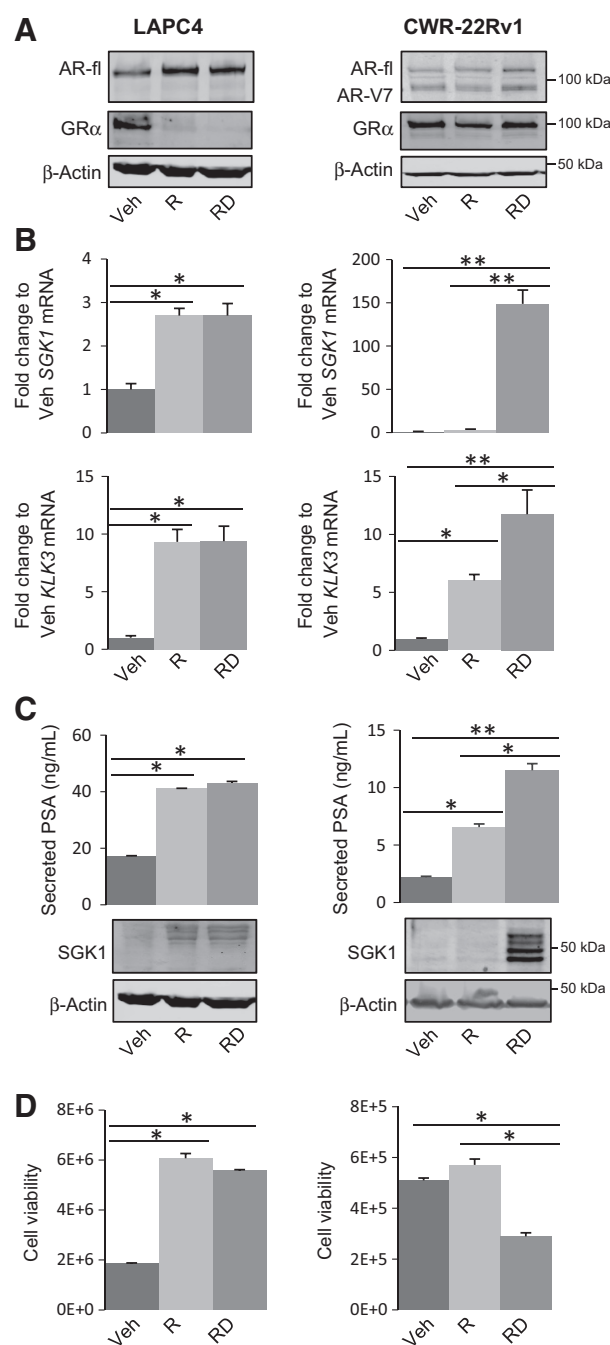 A
LAPC4
CWR-22Rv1
AR-fl
AR-fl
AR-V7
100 kDa
GRα
GRα
100 kDa
β-Actin
β-Actin
50 kDa
Veh R RD
Veh R RD
B
Fold change to
Veh SGK1 mRNA
4
3
2
1
0
*
*
Fold change to
Veh SGK1 mRNA
200
150
100
50
0
**
**
Fold change to
Veh KLK3 mRNA
15
10
5
0
*
*
Veh R RD
Fold change to
Veh KLK3 mRNA
15
10
5
0
**
*
*
Veh R RD
C
Secreted PSA (ng/mL)
60
40
20
0
*
*
Secreted PSA (ng/mL)
15
10
5
0
**
*
*
SGK1
SGK1
50 kDa
β-Actin
β-Actin
50 kDa
Veh R RD
Veh R RD
D
Cell viability
8E+6
6E+6
4E+6
2E+6
0E+0
*
*
Veh R RD
Cell viability
8E+5
6E+5
4E+5
2E+5
0E+0
*
*
Veh R RD